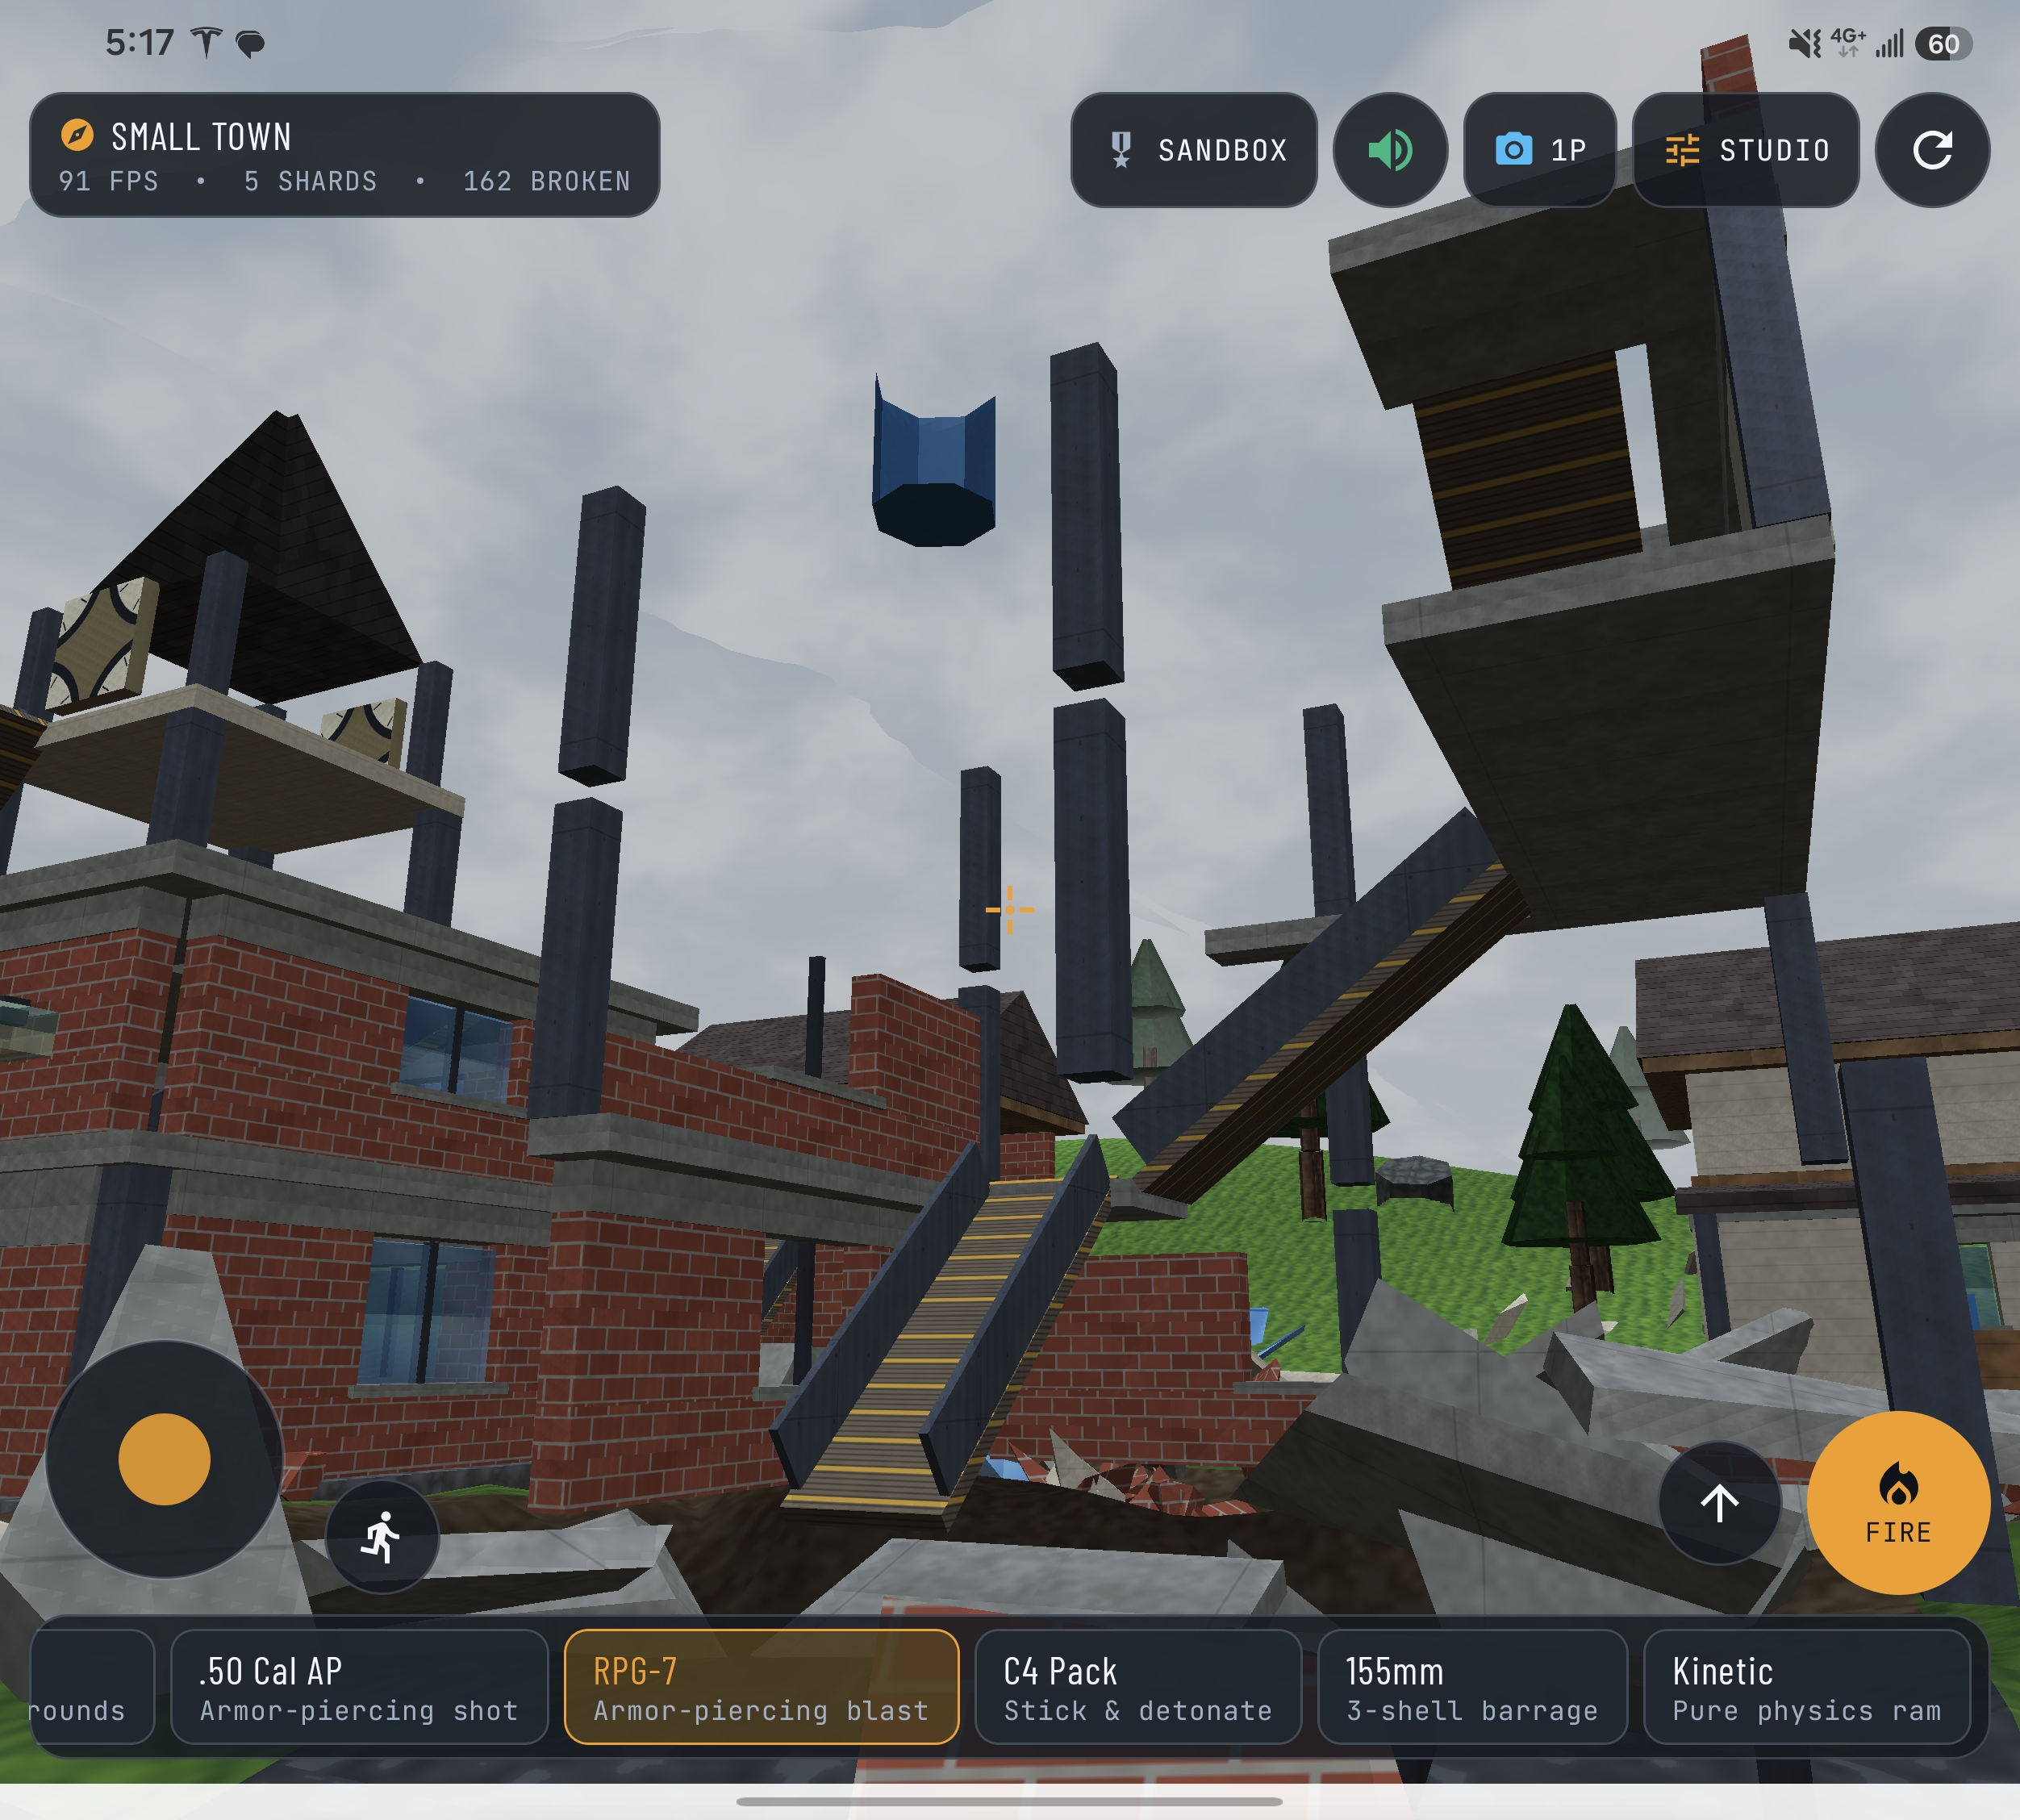 5:17
4G+
60
SMALL TOWN
91 FPS • 5 SHARDS • 162 BROKEN
SANDBOX
1P
STUDIO
FIRE
rounds
.50 Cal AP
Armor-piercing shot
RPG-7
Armor-piercing blast
C4 Pack
Stick & detonate
155mm
3-shell barrage
Kinetic
Pure physics ram